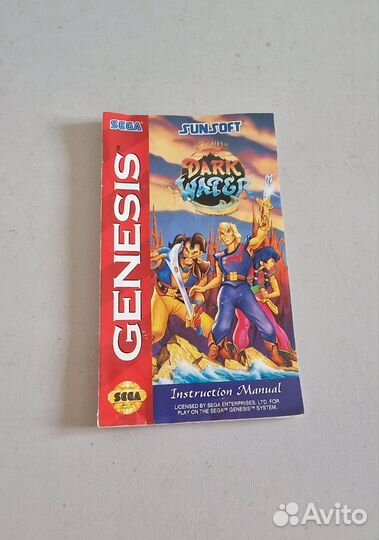 SEGA
GENESIS™
SEGA
SUNSOFT
DARK
WATER
Instruction Manual
LICENSED BY SEGA ENTERPRISES, LTD. FOR
PLAY ON THE SEGA™ GENESIS™ SYSTEM.
Avito